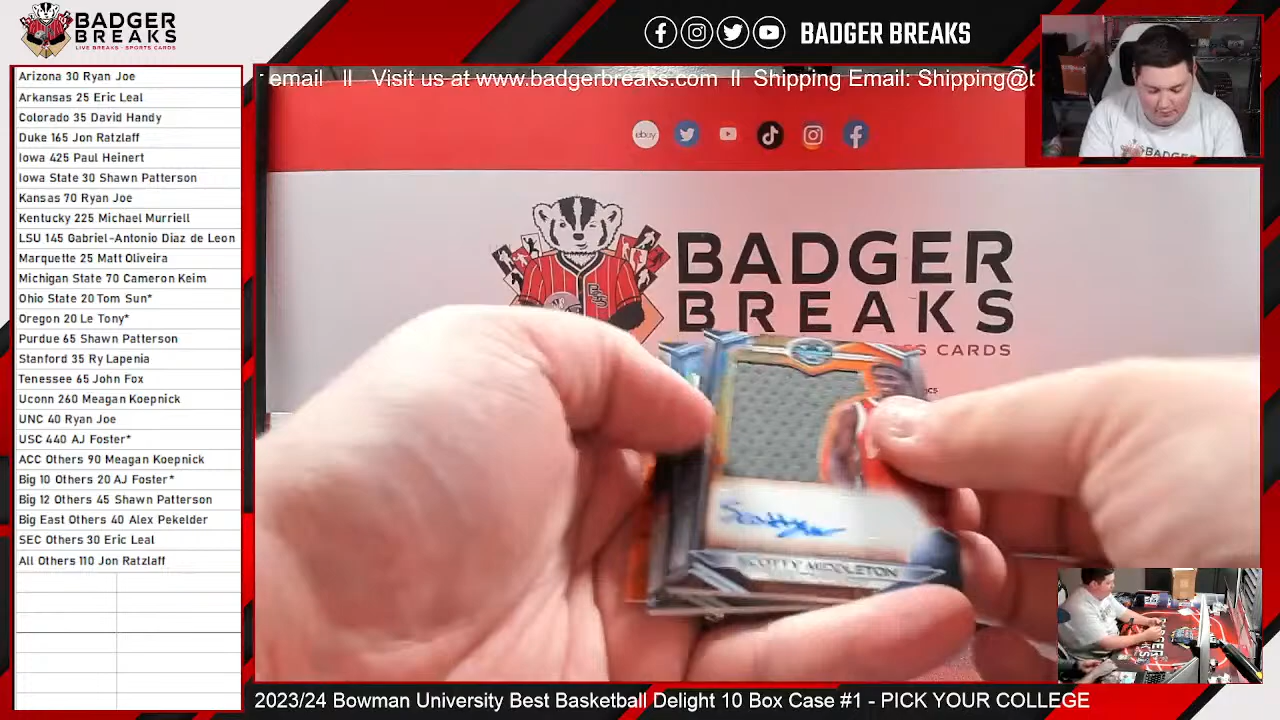 BADGER
BREAKS
LIVE BREAKS - SPORTS CARDS
BADGER BREAKS
email ll Visit us at www.badgerbreaks.com ll Shipping Email: Shipping@b
Arizona 30 Ryan Joe
Arkansas 25 Eric Leal
Colorado 35 David Handy
Duke 165 Jon Ratzlaff
Iowa 425 Paul Heinert
Iowa State 30 Shawn Patterson
Kansas 70 Ryan Joe
Kentucky 225 Michael Murriell
LSU 145 Gabriel-Antonio Diaz de Leon
Marquette 25 Matt Oliveira
Michigan State 70 Cameron Keim
Ohio State 20 Tom Sun*
Oregon 20 Le Tony*
Purdue 65 Shawn Patterson
Stanford 35 Ry Lapenia
Tenessee 65 John Fox
Uconn 260 Meagan Koepnick
UNC 40 Ryan Joe
USC 440 AJ Foster*
ACC Others 90 Meagan Koepnick
Big 10 Others 20 AJ Foster*
Big 12 Others 45 Shawn Patterson
Big East Others 40 Alex Pekelder
SEC Others 30 Eric Leal
All Others 110 Jon Ratzlaff
ebay
BADGER
BREAKS
S CARDS
MIDDLETON
2023/24 Bowman University Best Basketball Delight 10 Box Case #1 - PICK YOUR COLLEGE